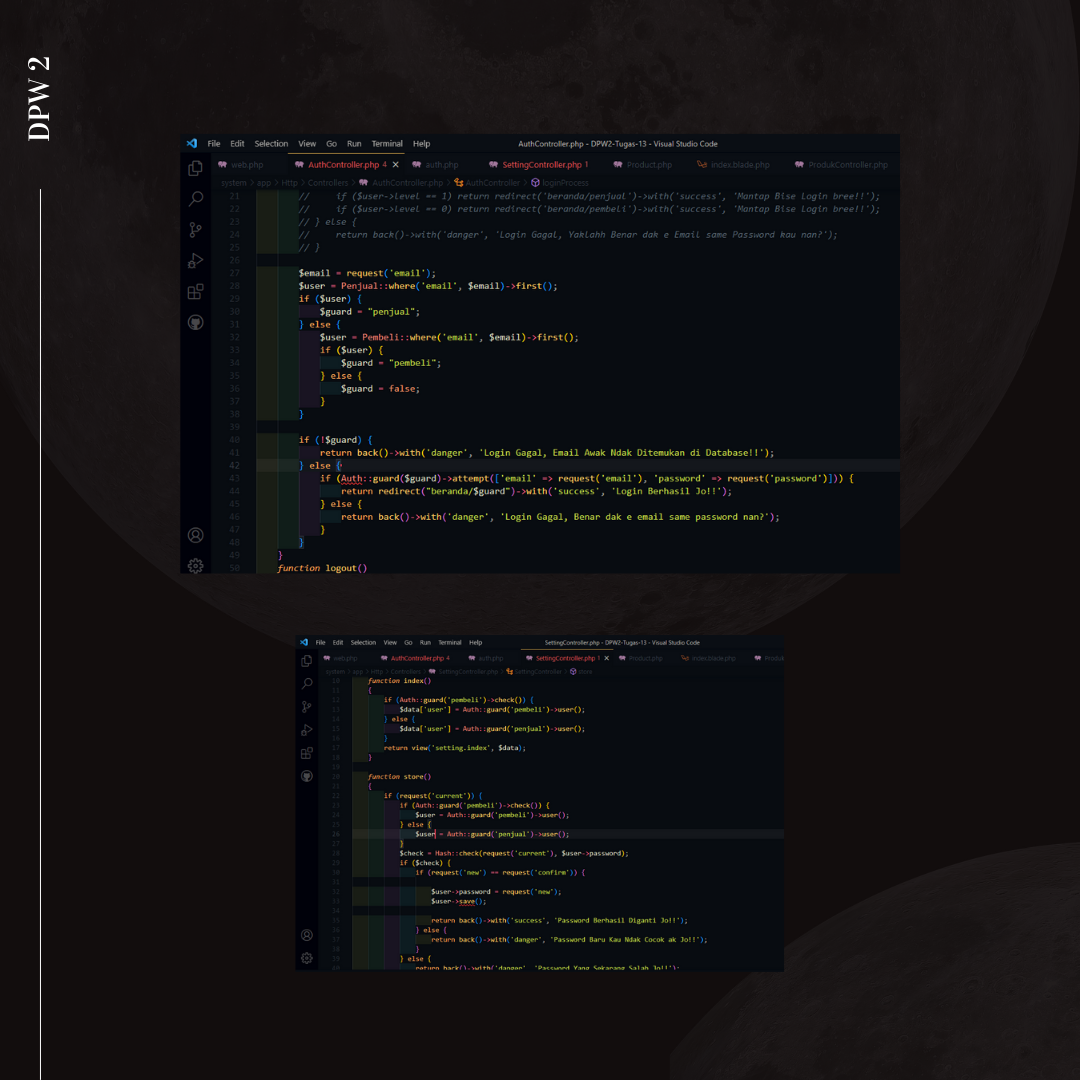 DPW 2
File Edit Selection View Go Run Terminal Help AuthController.php - DPW2-Tugas-13 - Visual Studio Code
web.php AuthController.php 4 auth.php SettingController.php 1 Product.php index.blade.php ProdukController.php
system > app > Http > Controllers > AuthController.php > AuthController > loginProcess
21 // if ($user->level == 1) return redirect('beranda/penjual')->with('success', 'Mantap Bise Login bree!!');
22 // if ($user->level == 0) return redirect('beranda/pembeli')->with('success', 'Mantap Bise Login bree!!');
23 // } else {
24 // return back()->with('danger', 'Login Gagal, Yaklahh Benar dak e Email same Password kau nan?');
25 // }
26
27 $email = request('email');
28 $user = Penjual::where('email', $email)->first();
29 if ($user) {
30 $guard = "penjual";
31 } else {
32 $user = Pembeli::where('email', $email)->first();
33 if ($user) {
34 $guard = "pembeli";
35 } else {
36 $guard = false;
37 }
38 }
39
40 if (!$guard) {
41 return back()->with('danger', 'Login Gagal, Email Awak Ndak Ditemukan di Database!!');
42 } else {
43 if (Auth::guard($guard)->attempt(['email' => request('email'), 'password' => request('password')])) {
44 return redirect("beranda/$guard")->with('success', 'Login Berhasil Jo!!');
45 } else {
46 return back()->with('danger', 'Login Gagal, Benar dak e email same password nan?');
47 }
48 }
49 }
50 function logout()
File Edit Selection View Go Run Terminal Help SettingController.php - DPW2-Tugas-13 - Visual Studio Code
web.php AuthController.php 4 auth.php SettingController.php 1 Product.php index.blade.php Produk
system > app > Http > Controllers > SettingController.php > SettingController > store
10 function index()
11 {
12 if (Auth::guard('pembeli')->check()) {
13 $data['user'] = Auth::guard('pembeli')->user();
14 } else {
15 $data['user'] = Auth::guard('penjual')->user();
16 }
17 return view('setting.index', $data);
18 }
19
20 function store()
21 {
22 if (request('current')) {
23 if (Auth::guard('pembeli')->check()) {
24 $user = Auth::guard('pembeli')->user();
25 } else {
26 $user = Auth::guard('penjual')->user();
27 }
28 $check = Hash::check(request('current'), $user->password);
29 if ($check) {
30 if (request('new') == request('confirm')) {
31
32 $user->password = request('new');
33 $user->save();
34
35 return back()->with('success', 'Password Berhasil Diganti Jo!!');
36 } else {
37 return back()->with('danger', 'Password Baru Kau Ndak Cocok ak Jo!!');
38 }
39 } else {
40 return back()->with('danger', 'Password Yang Sekarang Salah Jo!!');